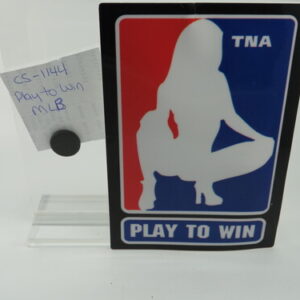 CS-1144
Play to Win
MLB
TNA
PLAY TO WIN